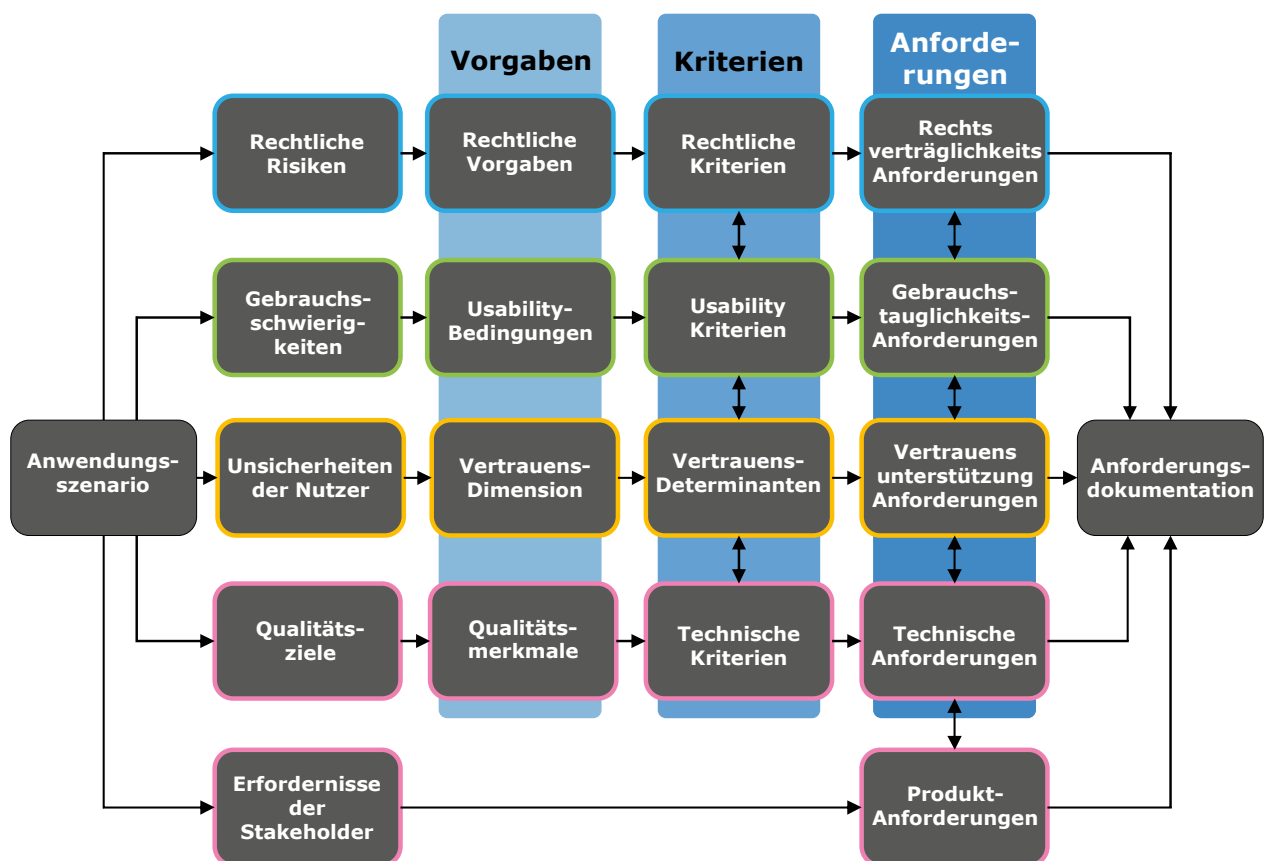 Vorgaben
Kriterien
Anforde-
rungen
Rechtliche
Risiken
Rechtliche
Vorgaben
Rechtliche
Kriterien
Rechts
verträglichkeits
Anforderungen
Gebrauchs-
schwierig-
keiten
Usability-
Bedingungen
Usability
Kriterien
Gebrauchs-
tauglichkeits-
Anforderungen
Anwendungs-
szenario
Unsicherheiten
der Nutzer
Vertrauens-
Dimension
Vertrauens-
Determinanten
Vertrauens
unterstützung
Anforderungen
Anforderungs-
dokumentation
Qualitäts-
ziele
Qualitäts-
merkmale
Technische
Kriterien
Technische
Anforderungen
Erfordernisse
der
Stakeholder
Produkt-
Anforderungen